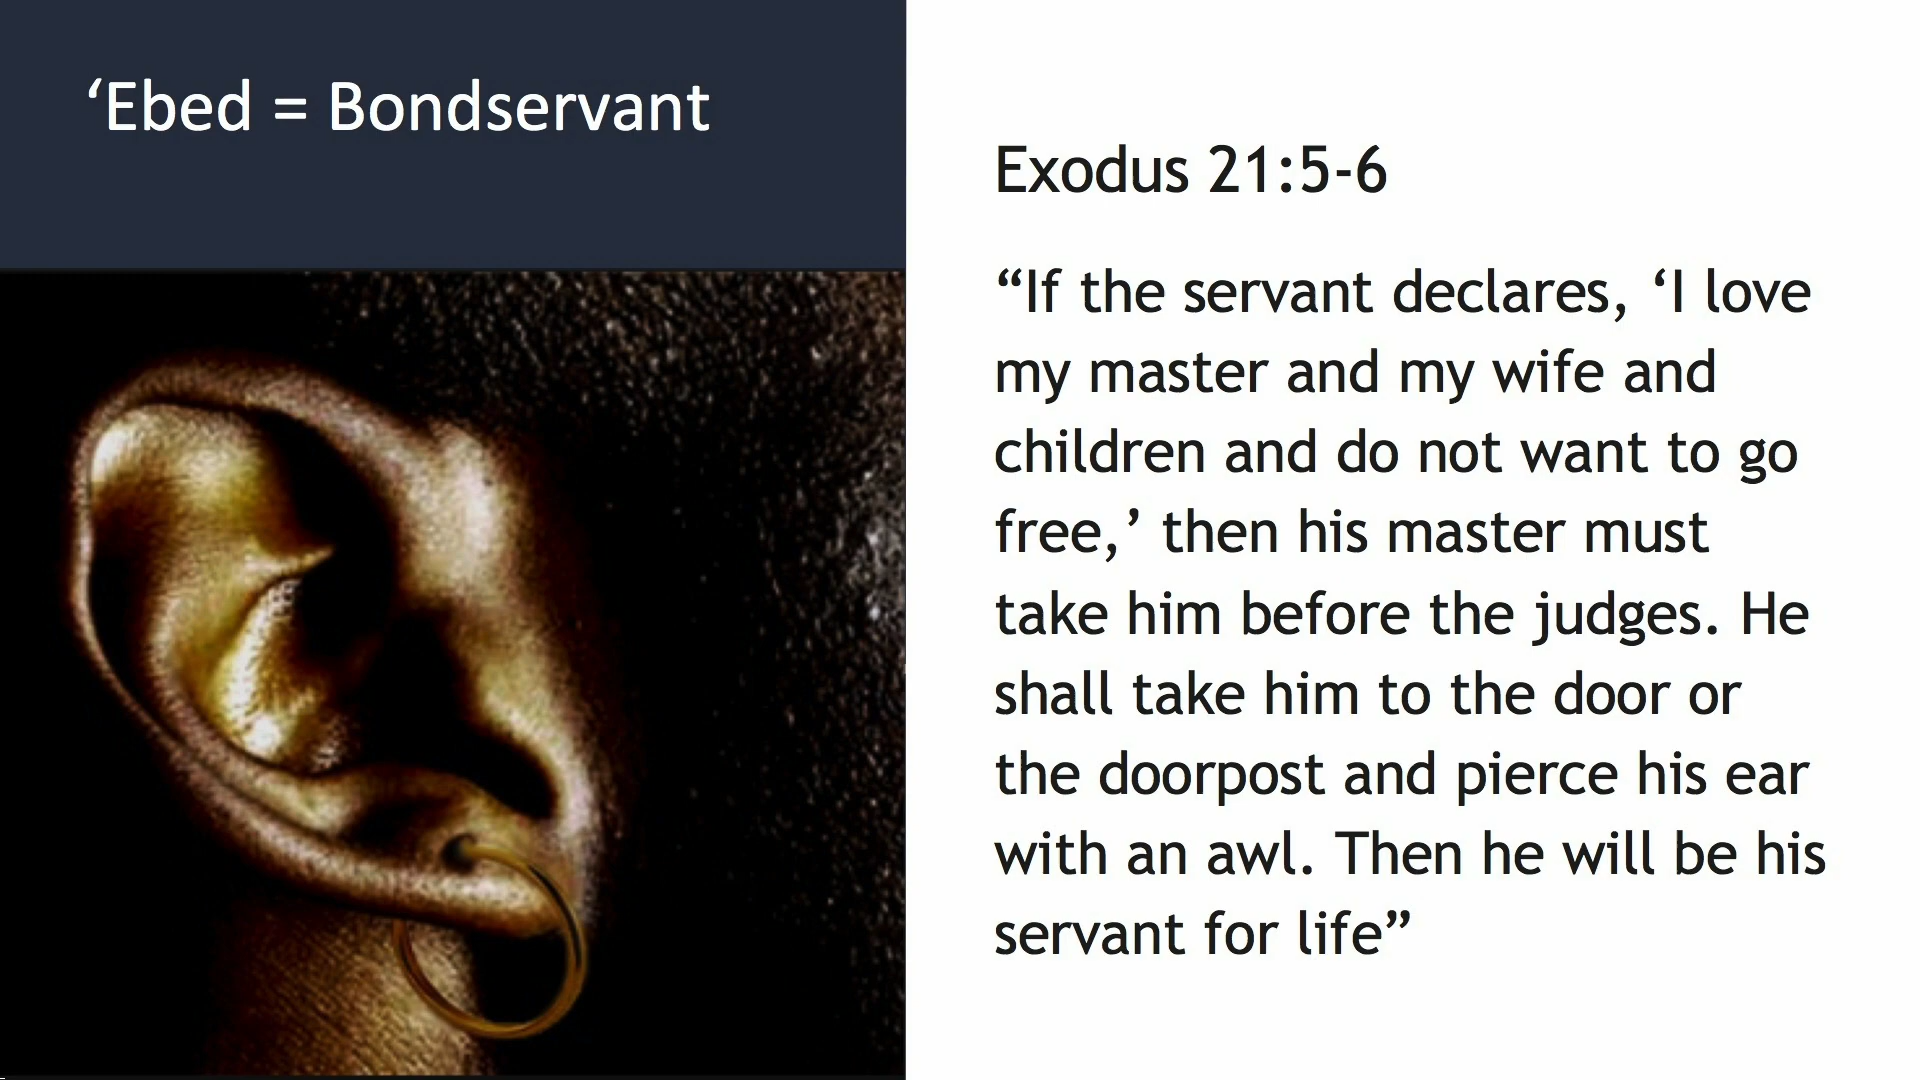 ‘Ebed = Bondservant
Exodus 21:5-6
“If the servant declares, ‘I love
my master and my wife and
children and do not want to go
free,’ then his master must
take him before the judges. He
shall take him to the door or
the doorpost and pierce his ear
with an awl. Then he will be his
servant for life”